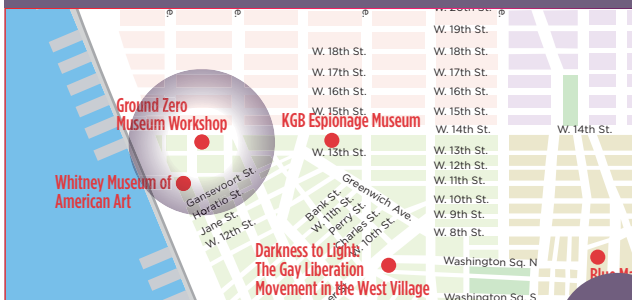 W. 20th St.
W. 19th St.
W. 18th St.
W. 18th St.
W. 17th St.
W. 17th St.
W. 16th St.
W. 16th St.
W. 15th St.
W. 15th St.
W. 14th St.
W. 14th St.
Ground Zero
Museum Workshop
KGB Espionage Museum
W. 13th St.
W. 13th St.
W. 12th St.
W. 11th St.
W. 10th St.
W. 9th St.
W. 8th St.
Whitney Museum of
American Art
Gansevoort St.
Horatio St.
Jane St.
W. 12th St.
Greenwich Ave.
Bank St.
W. 11th St.
Perry St.
Charles St.
W. 10th St.
Darkness to Light:
The Gay Liberation
Movement in the West Village
Washington Sq. N
Washington Sq. S
Blue